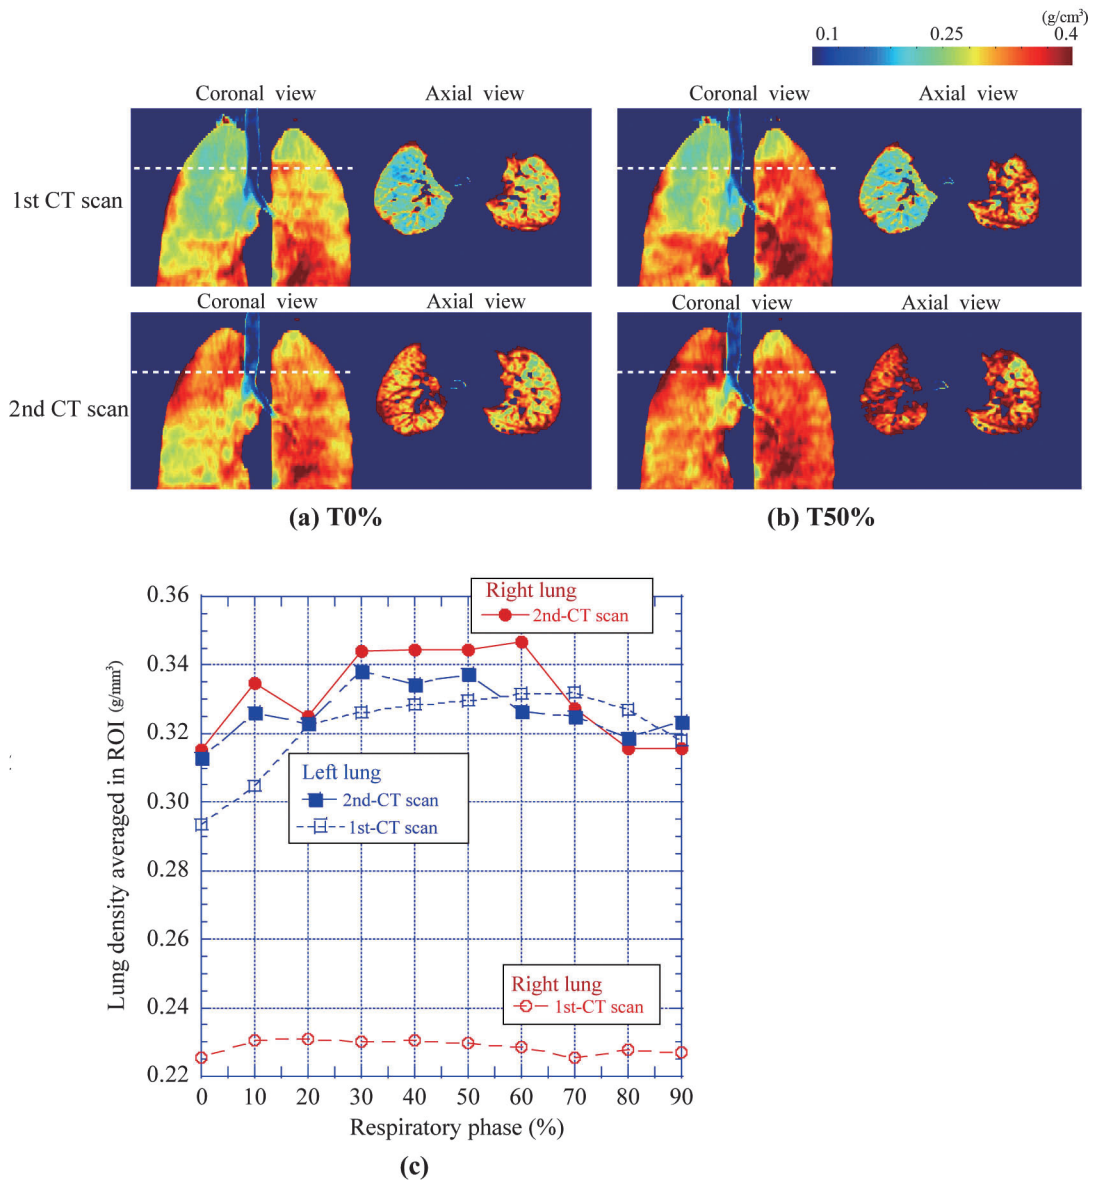 (g/cm³)
0.1 0.25 0.4
Coronal view Axial view Coronal view Axial view
1st CT scan
Coronal view Axial view Coronal view Axial view
2nd CT scan
(a) T0% (b) T50%
Right lung
2nd-CT scan
Left lung
2nd-CT scan
1st-CT scan
Right lung
1st-CT scan
Lung density averaged in ROI (g/mm³)
0.36
0.34
0.32
0.30
0.28
0.26
0.24
0.22
0 10 20 30 40 50 60 70 80 90
Respiratory phase (%)
(c)